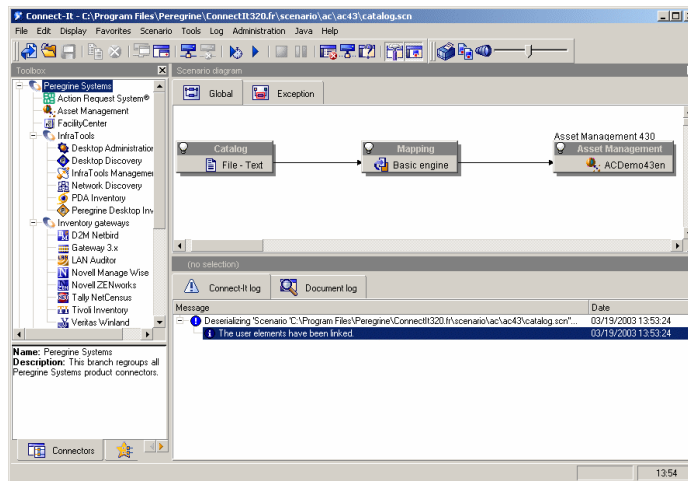 Connect-It - C:\Program Files\Peregrine\ConnectIt320.fr\scenario\ac\ac43\catalog.scn
File Edit Display Favorites Scenario Tools Log Administration Java Help
Toolbox
Scenario diagram
Peregrine Systems
Action Request System®
Asset Management
FacilityCenter
InfraTools
Desktop Administration
Desktop Discovery
InfraTools Managemen
Network Discovery
PDA Inventory
Peregrine Desktop Inv
Inventory gateways
D2M Netbird
Gateway 3.x
LAN Auditor
Novell Manage Wise
Novell ZENworks
Tally NetCensus
Tivoli Inventory
Veritas Winland
Name: Peregrine Systems
Description: This branch regroups all
Peregrine Systems product connectors.
Connectors
Global Exception
Asset Management 430
Catalog Mapping Asset Management
File - Text Basic engine ACDemo43en
(no selection)
Connect-It log Document log
Message Date
Deserializing 'Scenario 'C:\Program Files\Peregrine\ConnectIt320.fr\scenario\ac\ac43\catalog.scn''... 03/19/2003 13:53:24
The user elements have been linked. 03/19/2003 13:53:24
13:54